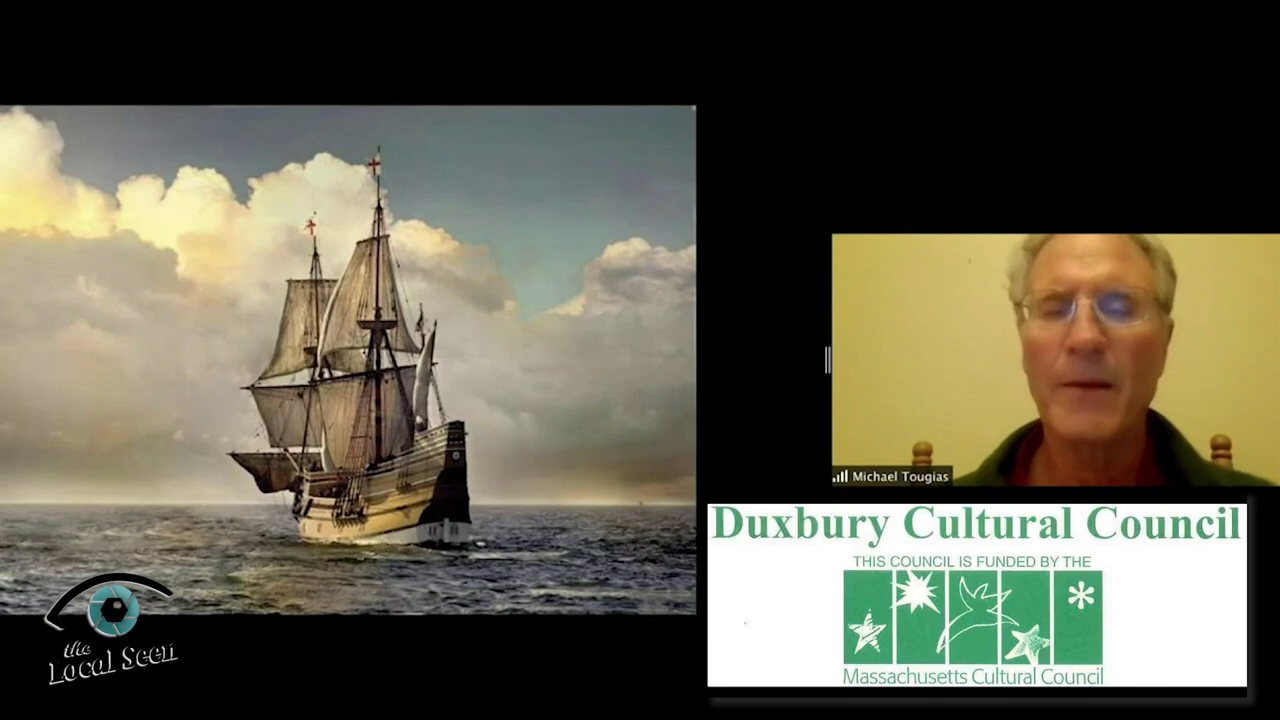 Michael Tougias
Duxbury Cultural Council
THIS COUNCIL IS FUNDED BY THE
Massachusetts Cultural Council
the
Local Seen